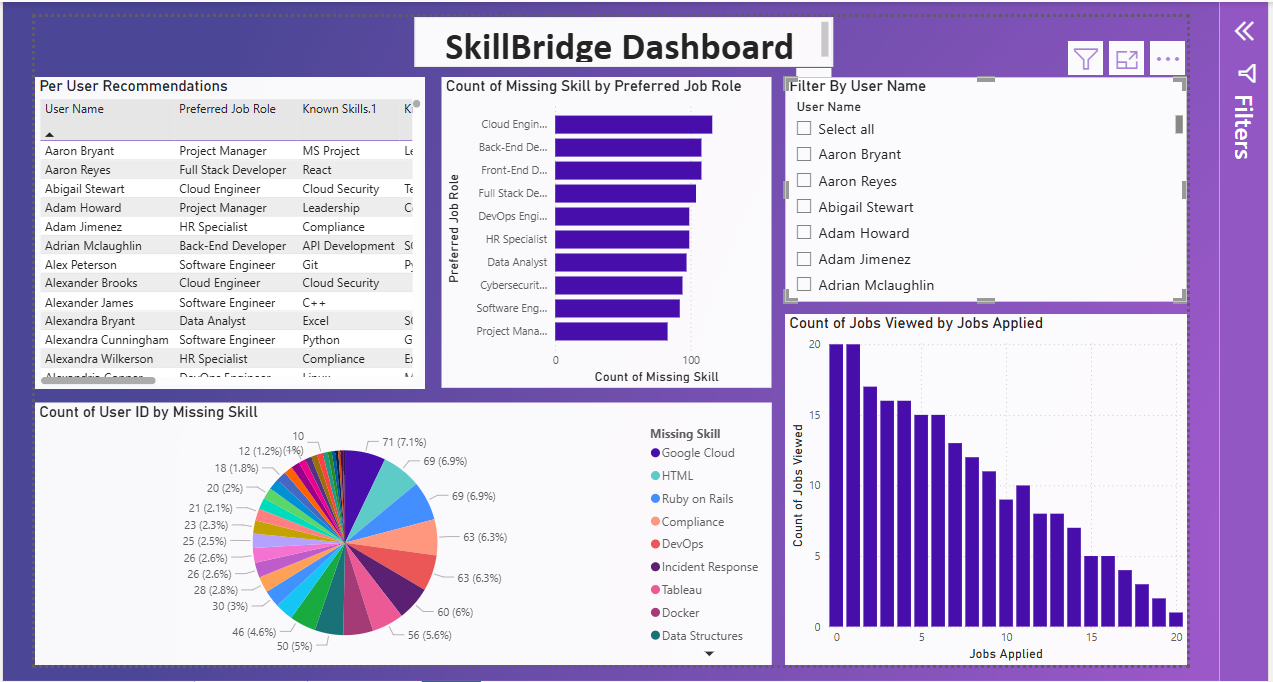 SkillBridge Dashboard
Filters
Per User Recommendations
User Name Preferred Job Role Known Skills.1
Aaron Bryant Project Manager MS Project
Aaron Reyes Full Stack Developer React
Abigail Stewart Cloud Engineer Cloud Security
Adam Howard Project Manager Leadership
Adam Jimenez HR Specialist Compliance
Adrian Mclaughlin Back-End Developer API Development
Alex Peterson Software Engineer Git
Alexander Brooks Cloud Engineer Cloud Security
Alexander James Software Engineer C++
Alexandra Bryant Data Analyst Excel
Alexandra Cunningham Software Engineer Python
Alexandra Wilkerson HR Specialist Compliance
Count of Missing Skill by Preferred Job Role
Preferred Job Role
Cloud Engin...
Back-End De...
Front-End D...
Full Stack De...
DevOps Engi...
HR Specialist
Data Analyst
Cybersecurit...
Software Eng...
Project Mana...
0 100
Count of Missing Skill
Filter By User Name
User Name
Select all
Aaron Bryant
Aaron Reyes
Abigail Stewart
Adam Howard
Adam Jimenez
Adrian Mclaughlin
Count of User ID by Missing Skill
71 (7.1%)
69 (6.9%)
69 (6.9%)
63 (6.3%)
63 (6.3%)
60 (6%)
56 (5.6%)
50 (5%)
46 (4.6%)
30 (3%)
28 (2.8%)
26 (2.6%)
26 (2.6%)
25 (2.5%)
23 (2.3%)
21 (2.1%)
20 (2%)
18 (1.8%)
12 (1.2%)
10
(1%)
Missing Skill
Google Cloud
HTML
Ruby on Rails
Compliance
DevOps
Incident Response
Tableau
Docker
Data Structures
Count of Jobs Viewed by Jobs Applied
Count of Jobs Viewed
20
15
10
5
0
0 5 10 15 20
Jobs Applied